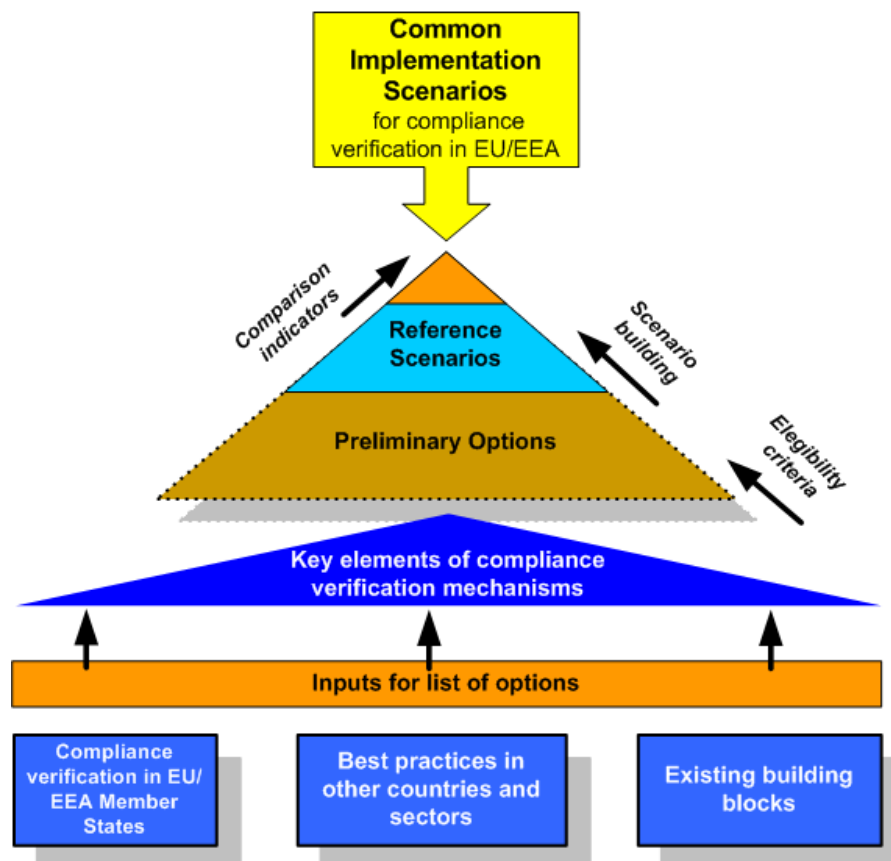 Common
Implementation
Scenarios
for compliance
verification in EU/EEA
Comparison
indicators
Reference
Scenarios
Scenario
building
Preliminary Options
Elegibility
criteria
Key elements of compliance
verification mechanisms
Inputs for list of options
Compliance
verification in EU/
EEA Member
States
Best practices in
other countries and
sectors
Existing building
blocks